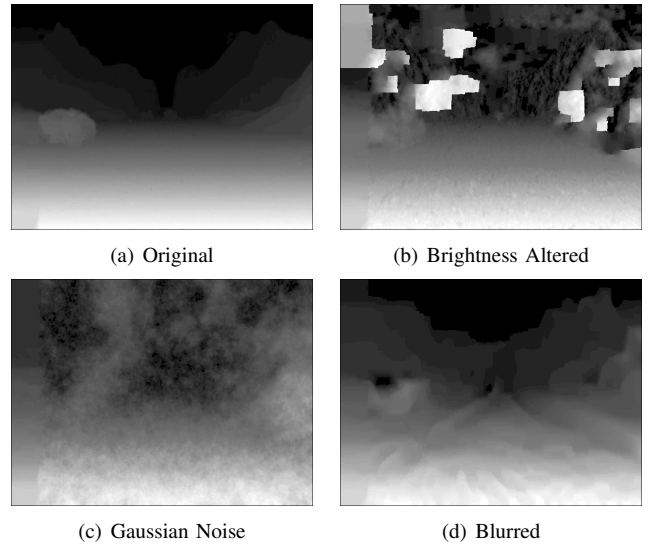 (a) Original
(b) Brightness Altered
(c) Gaussian Noise
(d) Blurred